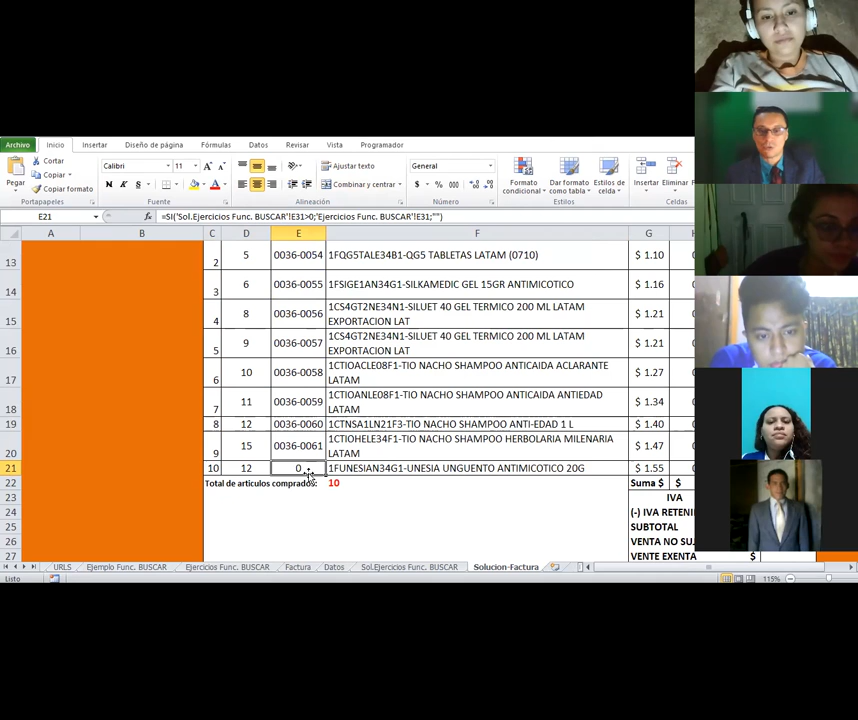 Archivo Inicio Insertar Diseño de página Fórmulas Datos Revisar Vista Programador
Pegar
Cortar
Copiar
Copiar formato
Portapapeles
Calibri 11
N K S
Fuente
Ajustar texto
Combinar y centrar
Alineación
General
$ % 000
Número
Formato condicional
Dar formato como tabla
Estilos de celda
Estilos
Insertar Eliminar
Celdas
E21 fx =SI('Sol.Ejercicios Func. BUSCAR'!E31>0;'Ejercicios Func. BUSCAR'!E31;"")
A B C D E F G
13 2 5 0036-0054 1FQG5TALE34B1-QG5 TABLETAS LATAM (0710) $ 1.10
14 3 6 0036-0055 1FSIGE1AN34G1-SILKAMEDIC GEL 15GR ANTIMICOTICO $ 1.16
15 4 8 0036-0056 1CS4GT2NE34N1-SILUET 40 GEL TERMICO 200 ML LATAM EXPORTACION LAT $ 1.21
16 5 9 0036-0057 1CS4GT2NE34N1-SILUET 40 GEL TERMICO 200 ML LATAM EXPORTACION LAT $ 1.21
17 6 10 0036-0058 1CTIOACLE08F1-TIO NACHO SHAMPOO ANTICAIDA ACLARANTE LATAM $ 1.27
18 7 11 0036-0059 1CTIOANLE08F1-TIO NACHO SHAMPOO ANTICAIDA ANTIEDAD LATAM $ 1.34
19 8 12 0036-0060 1CTNSA1LN21F3-TIO NACHO SHAMPOO ANTI-EDAD 1 L $ 1.40
20 9 15 0036-0061 1CTIOHELE34F1-TIO NACHO SHAMPOO HERBOLARIA MILENARIA LATAM $ 1.47
21 10 12 0 1FUNESIAN34G1-UNESIA UNGUENTO ANTIMICOTICO 20G $ 1.55
22 Total de articulos comprados: 10 Suma $ $
23 IVA
24 (-) IVA RETENI
25 SUBTOTAL
26 VENTA NO SU
27 VENTE EXENTA $
URLS Ejemplo Func. BUSCAR Ejercicios Func. BUSCAR Factura Datos Sol.Ejercicios Func. BUSCAR Solucion-Factura
Listo 115%